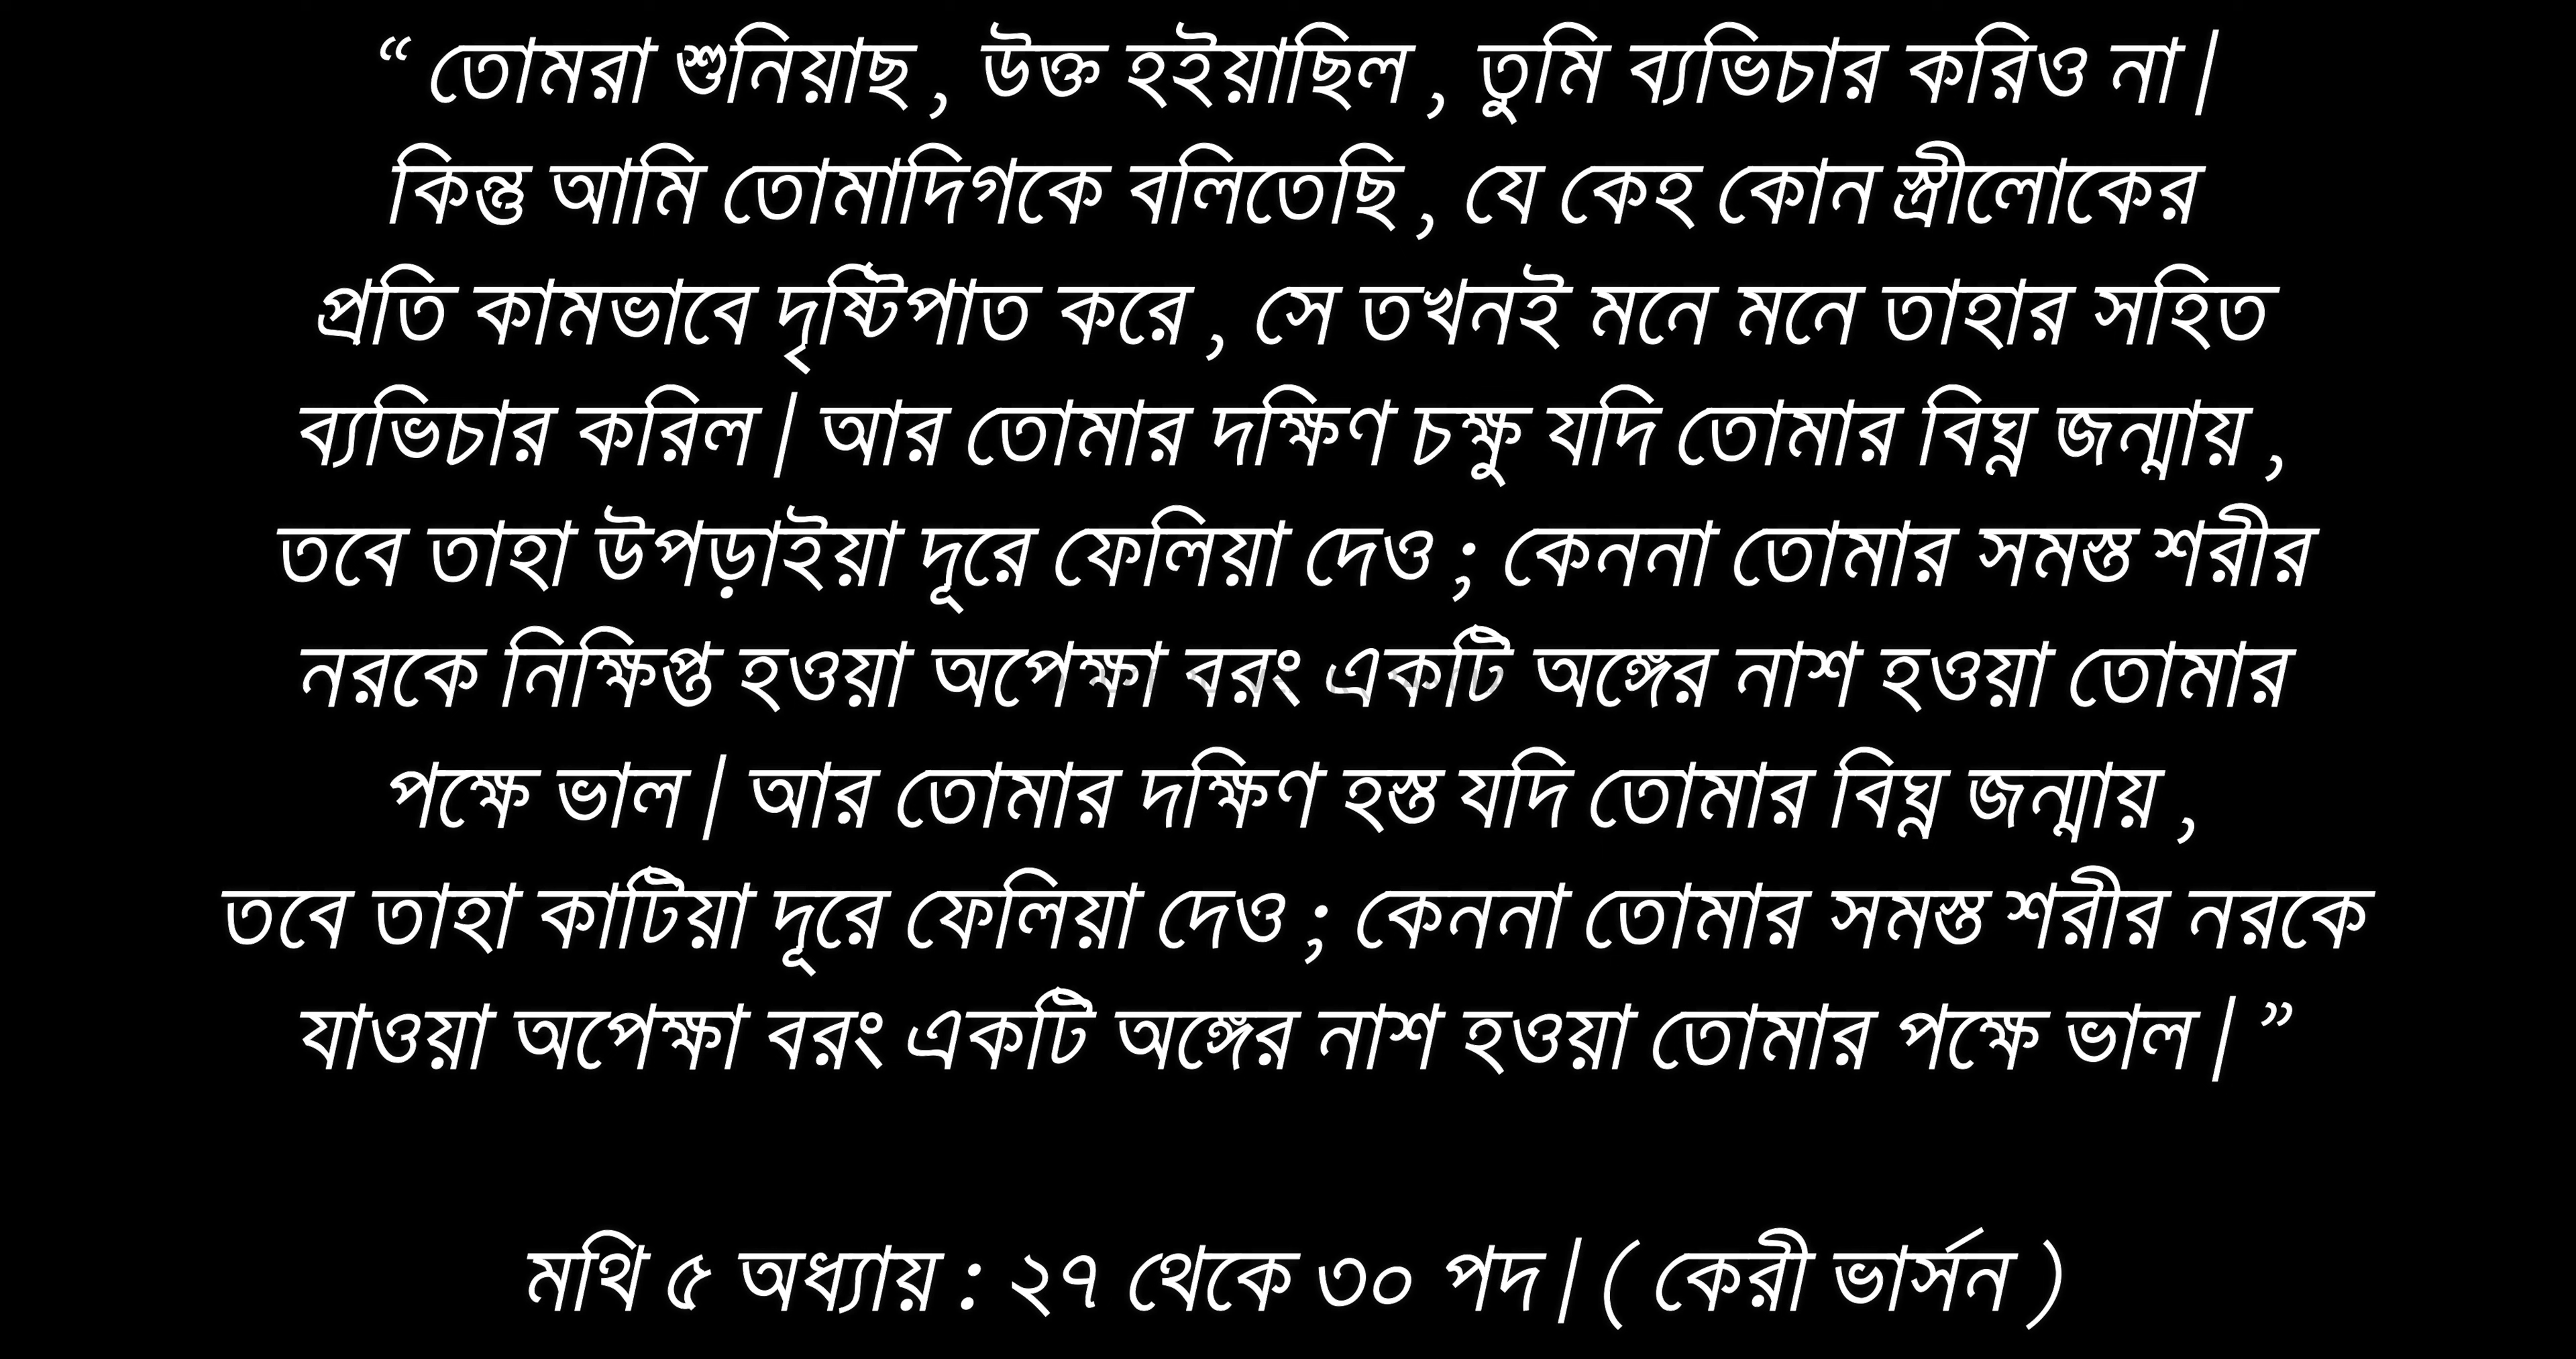 “ তোমরা শুনিয়াছ , উক্ত হইয়াছিল , তুমি ব্যভিচার করিও না |
কিন্তু আমি তোমাদিগকে বলিতেছি , যে কেহ কোন স্ত্রীলোকের
প্রতি কামভাবে দৃষ্টিপাত করে , সে তখনই মনে মনে তাহার সহিত
ব্যভিচার করিল | আর তোমার দক্ষিণ চক্ষু যদি তোমার বিঘ্ন জন্মায় ,
তবে তাহা উপড়াইয়া দূরে ফেলিয়া দেও ; কেননা তোমার সমস্ত শরীর
নরকে নিক্ষিপ্ত হওয়া অপেক্ষা বরং একটি অঙ্গের নাশ হওয়া তোমার
পক্ষে ভাল | আর তোমার দক্ষিণ হস্ত যদি তোমার বিঘ্ন জন্মায় ,
তবে তাহা কাটিয়া দূরে ফেলিয়া দেও ; কেননা তোমার সমস্ত শরীর নরকে
যাওয়া অপেক্ষা বরং একটি অঙ্গের নাশ হওয়া তোমার পক্ষে ভাল | ”
মথি ৫ অধ্যায় : ২৭ থেকে ৩০ পদ | ( কেরী ভার্সন )